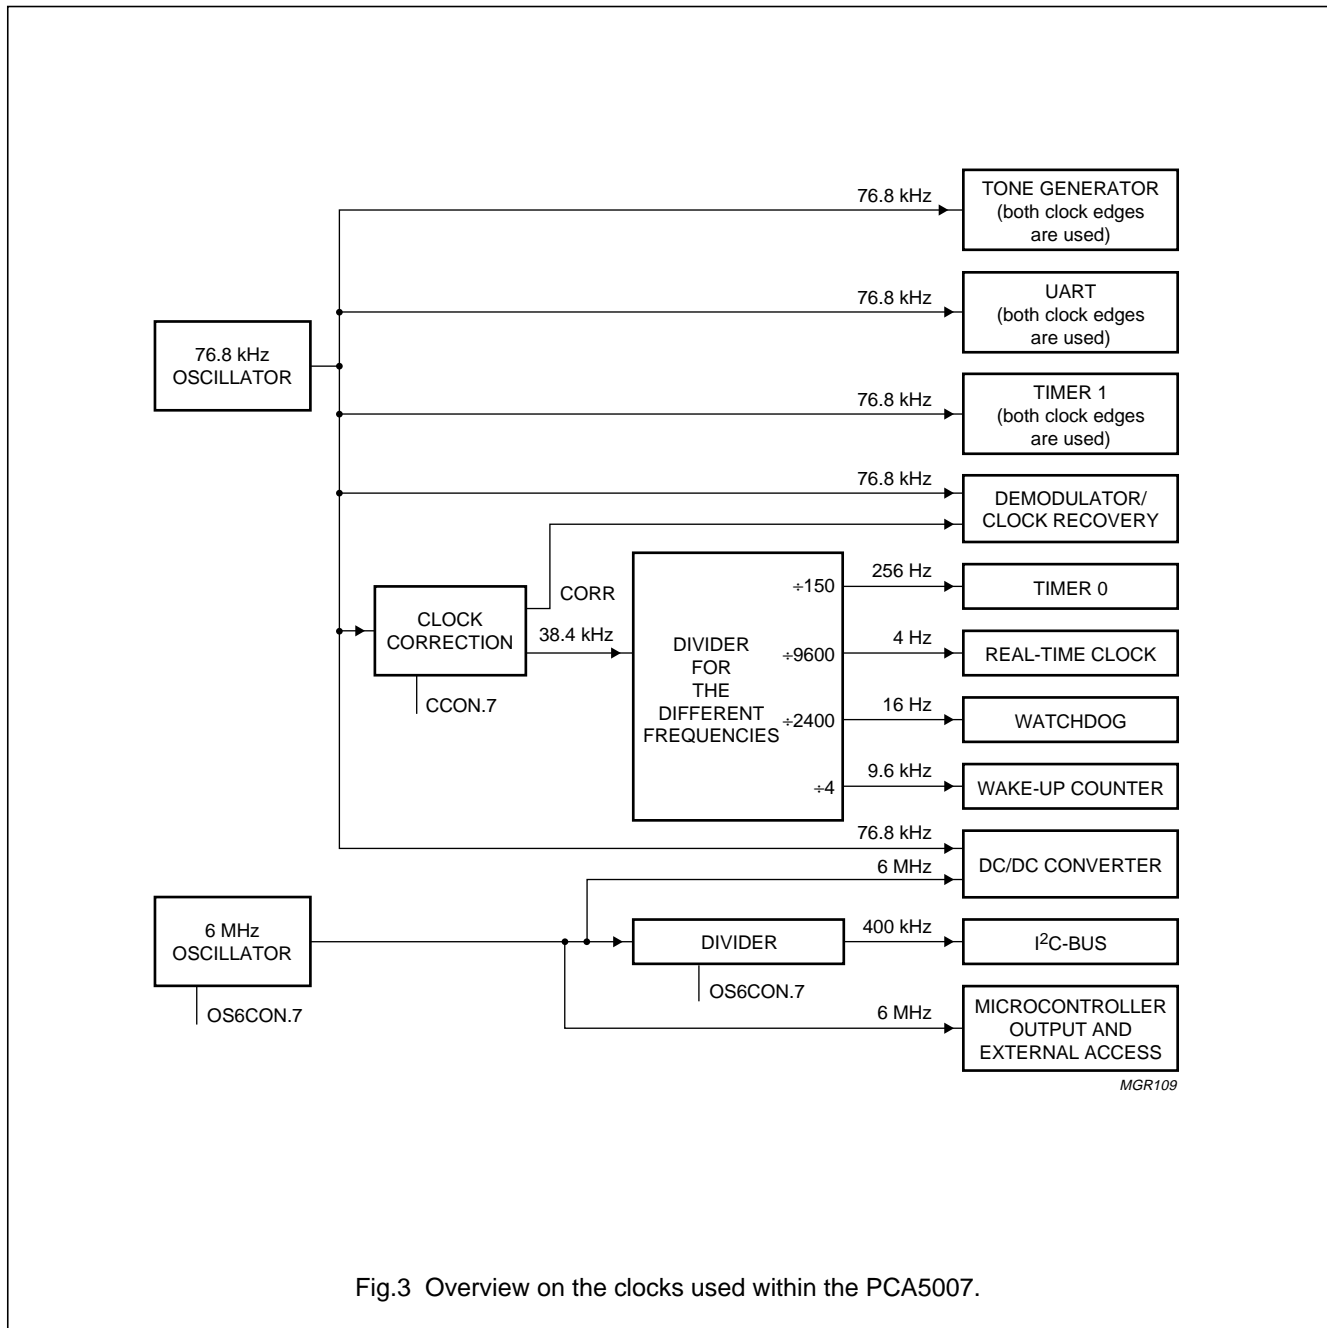 76.8 kHz
TONE GENERATOR
(both clock edges
are used)
76.8 kHz
UART
(both clock edges
are used)
76.8 kHz
OSCILLATOR
76.8 kHz
TIMER 1
(both clock edges
are used)
76.8 kHz
DEMODULATOR/
CLOCK RECOVERY
CORR
CLOCK
CORRECTION
38.4 kHz
CCON.7
DIVIDER
FOR
THE
DIFFERENT
FREQUENCIES
÷150
256 Hz
TIMER 0
÷9600
4 Hz
REAL-TIME CLOCK
÷2400
16 Hz
WATCHDOG
÷4
9.6 kHz
WAKE-UP COUNTER
76.8 kHz
6 MHz
DC/DC CONVERTER
6 MHz
OSCILLATOR
OS6CON.7
DIVIDER
OS6CON.7
400 kHz
I2C-BUS
6 MHz
MICROCONTROLLER
OUTPUT AND
EXTERNAL ACCESS
MGR109
Fig.3 Overview on the clocks used within the PCA5007.